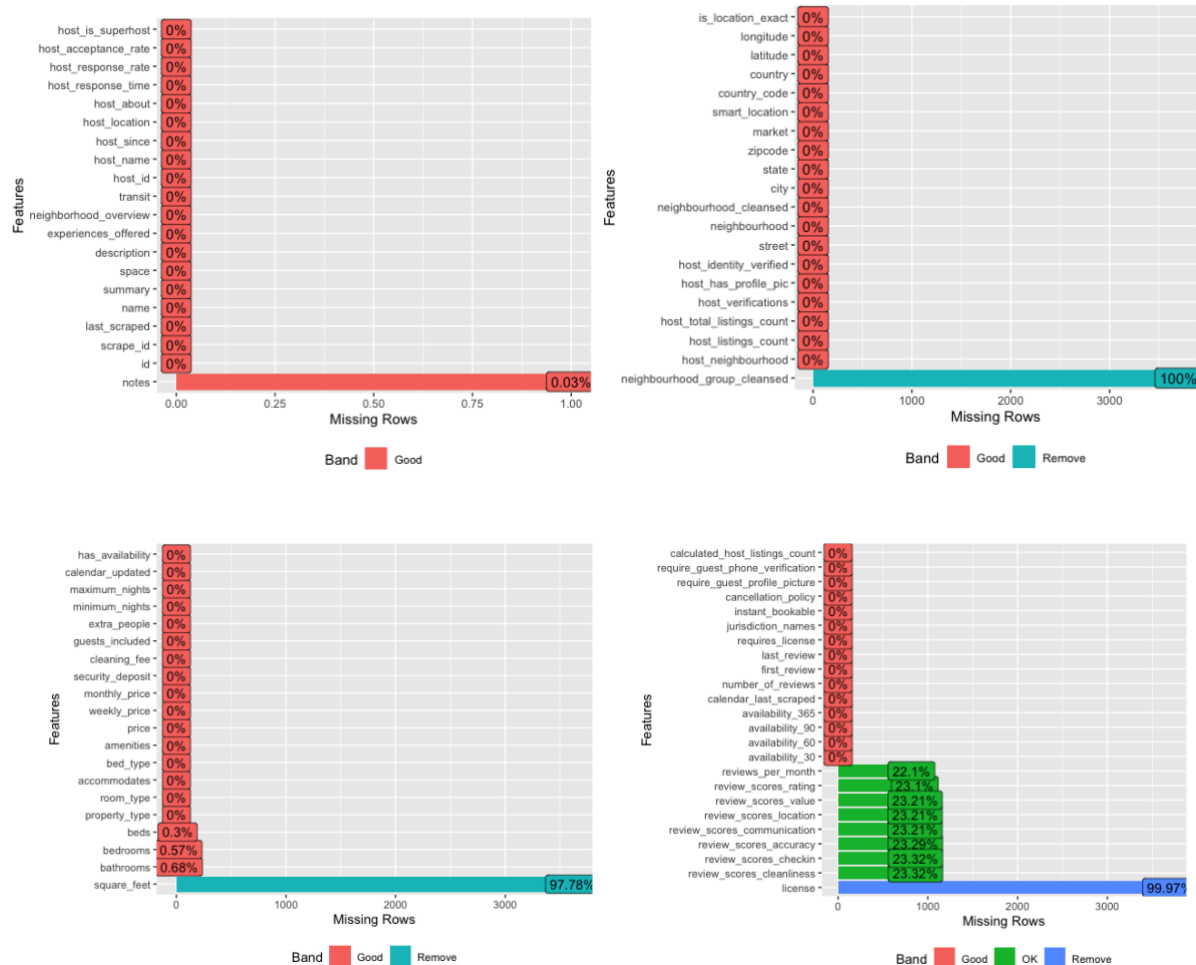 host_is_superhost 0%
host_acceptance_rate 0%
host_response_rate 0%
host_response_time 0%
host_about 0%
host_location 0%
host_since 0%
host_name 0%
host_id 0%
transit 0%
neighborhood_overview 0%
experiences_offered 0%
description 0%
space 0%
summary 0%
name 0%
last_scraped 0%
scrape_id 0%
id 0%
notes 0.03%
Features
0.00 0.25 0.50 0.75 1.00
Missing Rows
Band Good
is_location_exact 0%
longitude 0%
latitude 0%
country 0%
country_code 0%
smart_location 0%
market 0%
zipcode 0%
state 0%
city 0%
neighbourhood_cleansed 0%
neighbourhood 0%
street 0%
host_identity_verified 0%
host_has_profile_pic 0%
host_verifications 0%
host_total_listings_count 0%
host_listings_count 0%
host_neighbourhood 0%
neighbourhood_group_cleansed 100%
Features
0 1000 2000 3000
Missing Rows
Band Good Remove
has_availability 0%
calendar_updated 0%
maximum_nights 0%
minimum_nights 0%
extra_people 0%
guests_included 0%
cleaning_fee 0%
security_deposit 0%
monthly_price 0%
weekly_price 0%
price 0%
amenities 0%
bed_type 0%
accommodates 0%
room_type 0%
property_type 0%
beds 0.3%
bedrooms 0.57%
bathrooms 0.68%
square_feet 97.78%
Features
0 1000 2000 3000
Missing Rows
Band Good Remove
calculated_host_listings_count 0%
require_guest_phone_verification 0%
require_guest_profile_picture 0%
cancellation_policy 0%
instant_bookable 0%
jurisdiction_names 0%
requires_license 0%
last_review 0%
first_review 0%
number_of_reviews 0%
calendar_last_scraped 0%
availability_365 0%
availability_90 0%
availability_60 0%
availability_30 0%
reviews_per_month 22.1%
review_scores_rating 23.1%
review_scores_value 23.21%
review_scores_location 23.21%
review_scores_communication 23.21%
review_scores_accuracy 23.29%
review_scores_checkin 23.32%
review_scores_cleanliness 23.32%
license 99.97%
Features
0 1000 2000 3000
Missing Rows
Band Good OK Remove